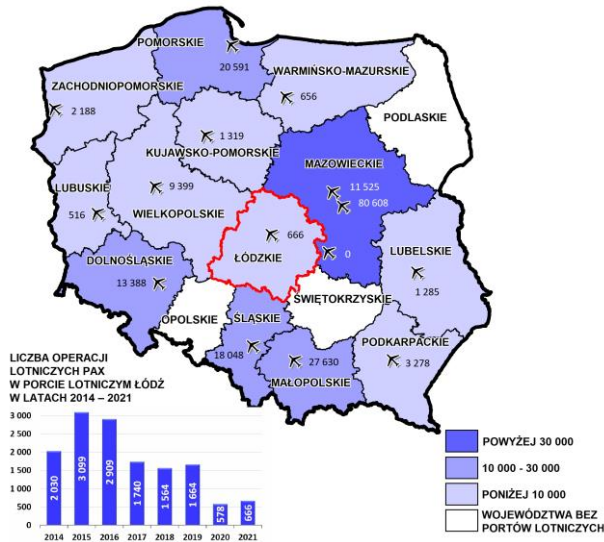 POMORSKIE
20 591
WARMIŃSKO-MAZURSKIE
656
ZACHODNIOPOMORSKIE
2 188
PODLASKIE
1 319
KUJAWSKO-POMORSKIE
MAZOWIECKIE
11 525
80 608
0
LUBUSKIE
516
9 399
WIELKOPOLSKIE
666
ŁÓDZKIE
LUBELSKIE
1 285
DOLNOŚLĄSKIE
13 388
OPOLSKIE
ŚLĄSKIE
18 048
ŚWIĘTOKRZYSKIE
27 630
MAŁOPOLSKIE
PODKARPACKIE
3 278
LICZBA OPERACJI
LOTNICZYCH PAX
W PORCIE LOTNICZYM ŁÓDŹ
W LATACH 2014 – 2021
3 000
2 500
2 000
1 500
1 000
500
0
2 030
3 099
2 909
1 740
1 564
1 664
578
666
2014 2015 2016 2017 2018 2019 2020 2021
POWYŻEJ 30 000
10 000 - 30 000
PONIŻEJ 10 000
WOJEWÓDZTWA BEZ
PORTÓW LOTNICZYCH